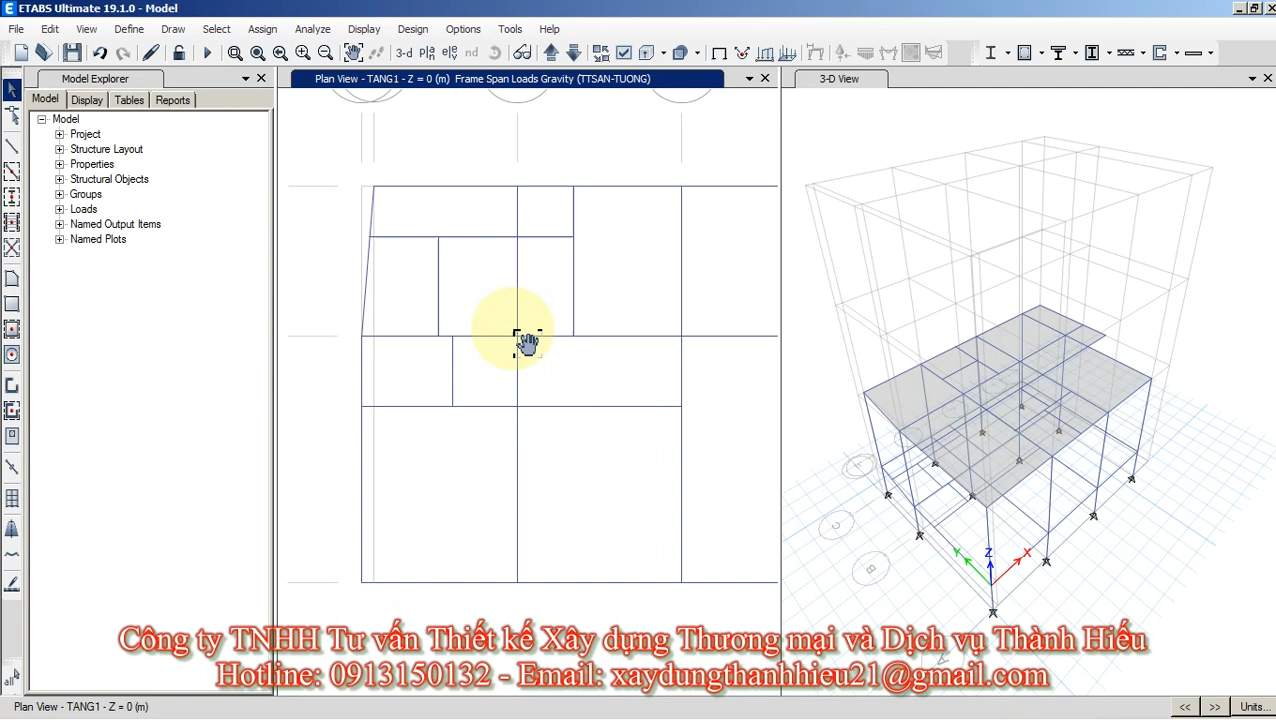 ETABS Ultimate 19.1.0 - Model
File Edit View Define Draw Select Assign Analyze Display Design Options Tools Help
3-d
Model Explorer
Plan View - TANG1 - Z = 0 (m) Frame Span Loads Gravity (TTSAN-TUONG)
3-D View
Model Display Tables Reports
Model
Project
Structure Layout
Properties
Structural Objects
Groups
Loads
Named Output Items
Named Plots
Y Z X
C
B
A
Công ty TNHH Tư vấn Thiết kế Xây dựng Thương mại và Dịch vụ Thành Hiếu
Hotline: 0913150132 - Email: xaydungthanhhieu21@gmail.com
Plan View - TANG1 - Z = 0 (m)
<< >> Units...